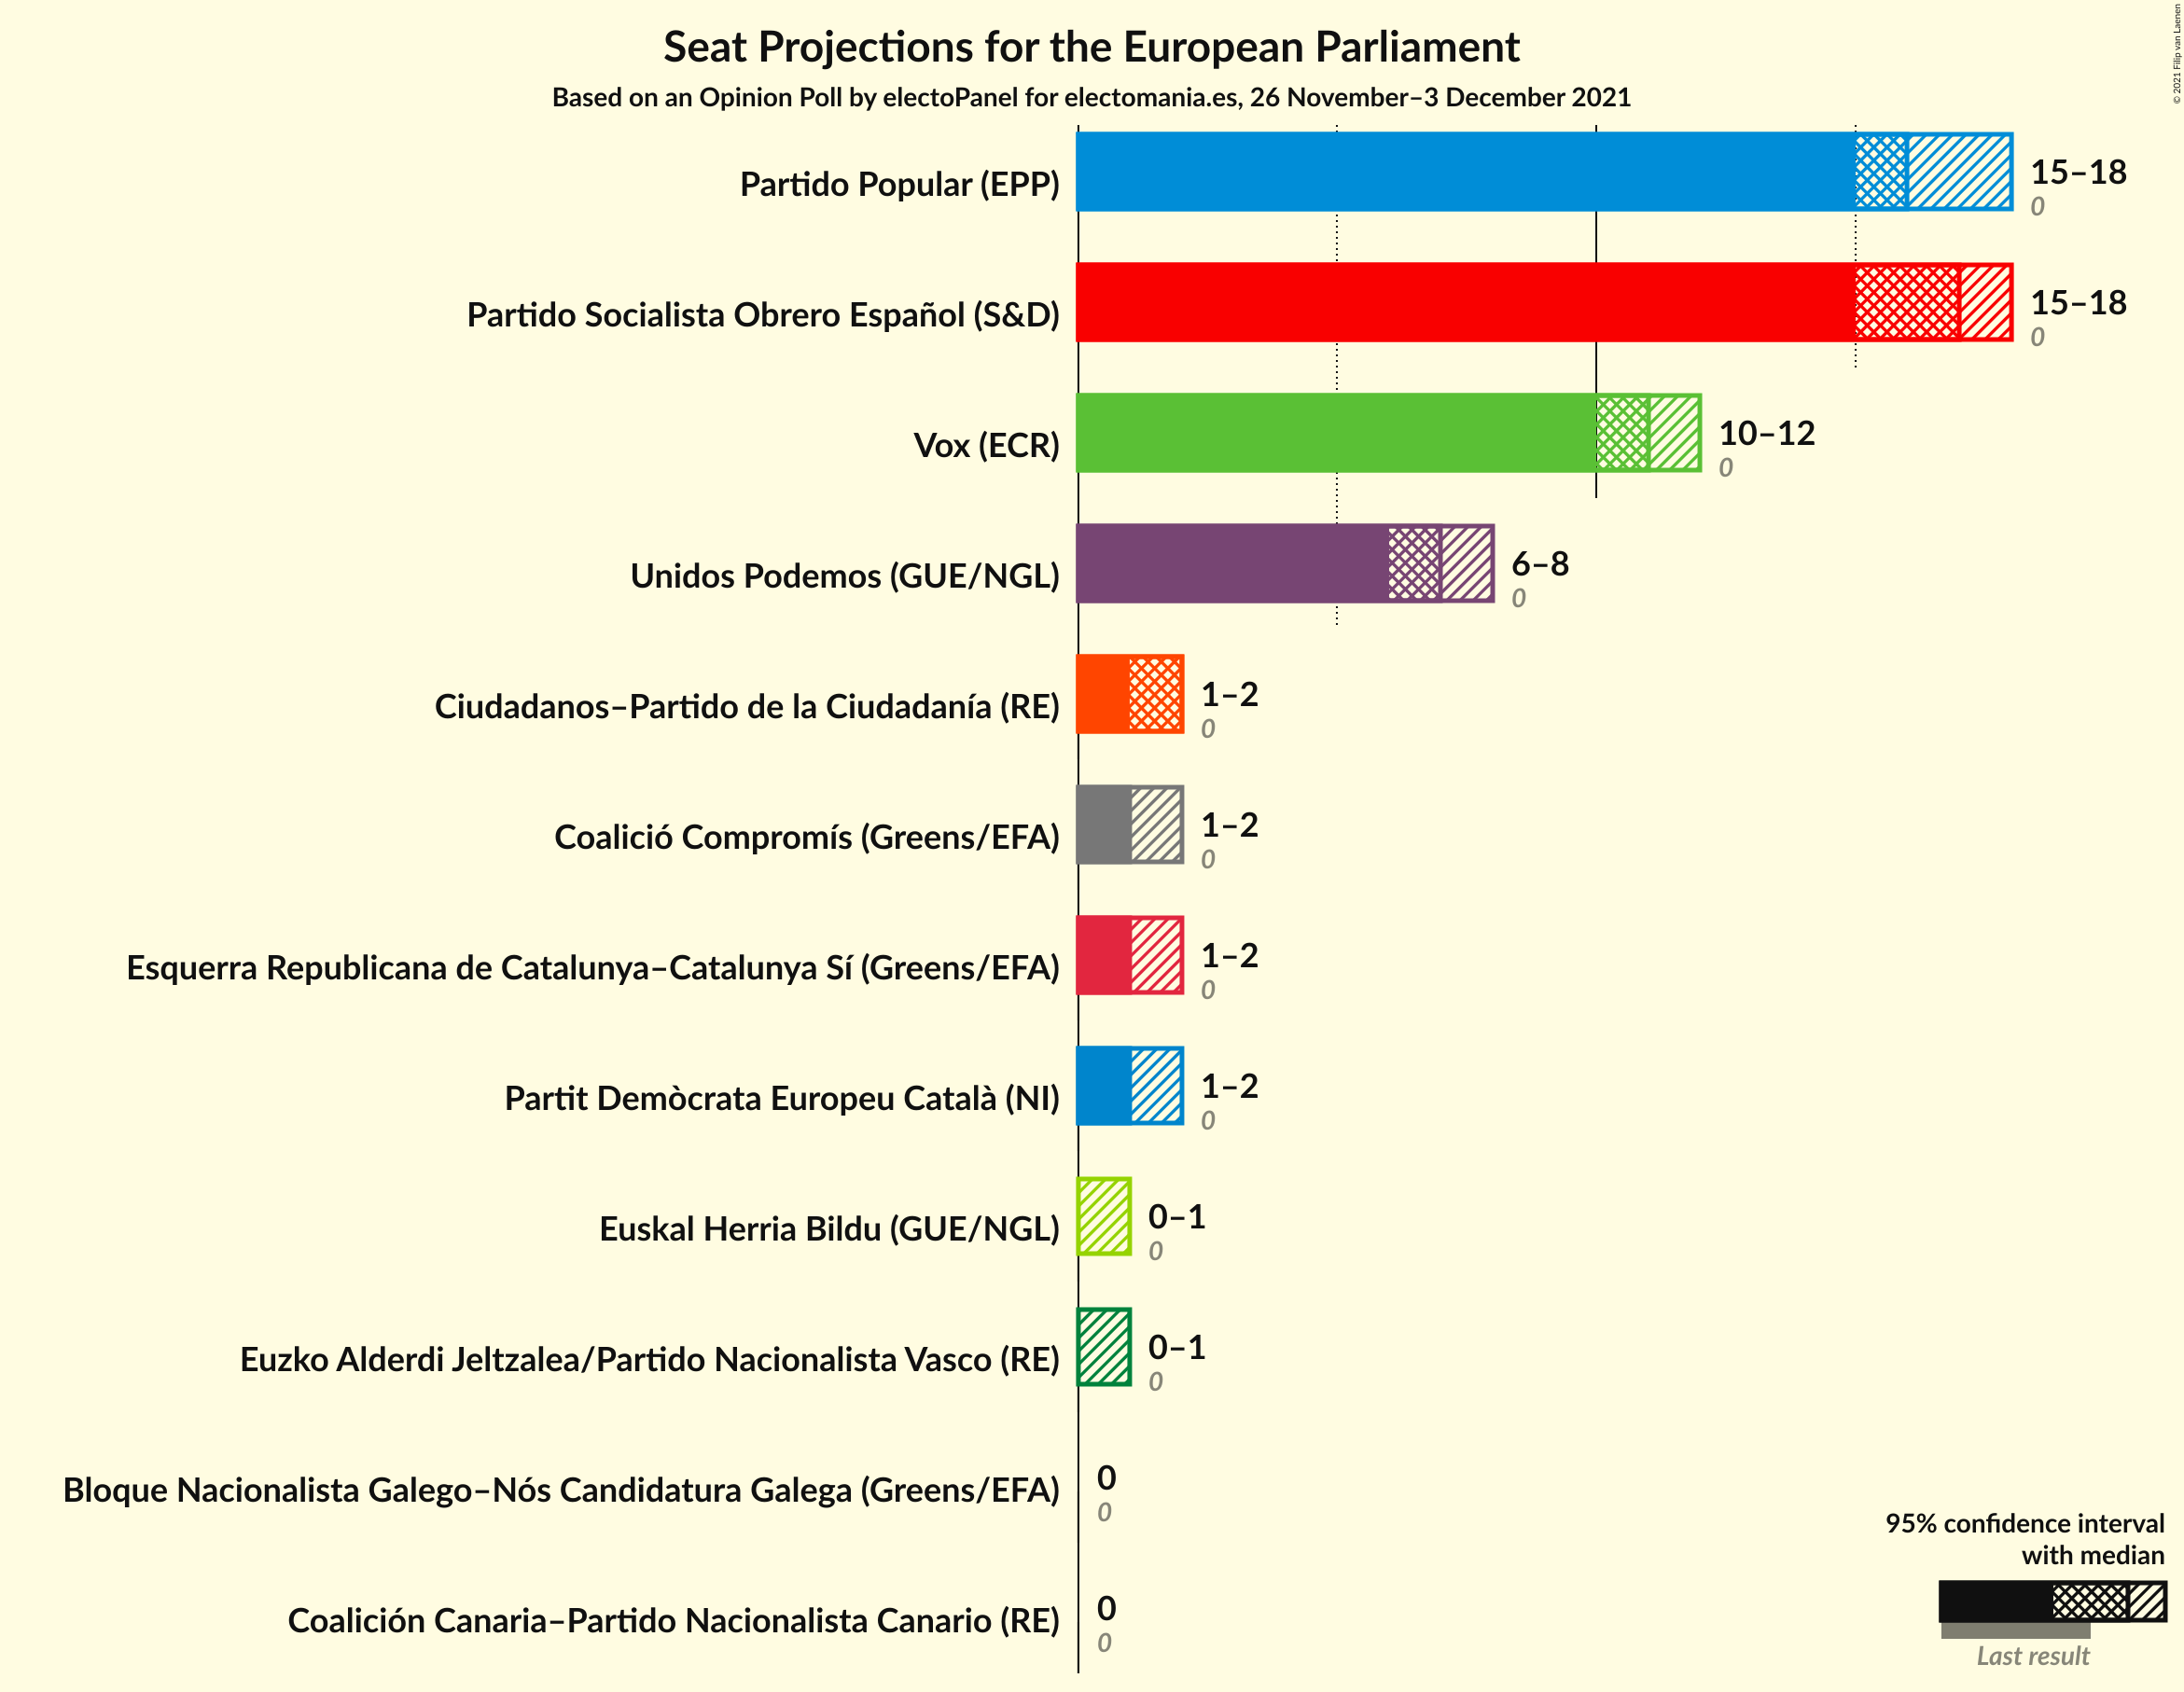 Seat Projections for the European Parliament
Based on an Opinion Poll by electoPanel for electomania.es, 26 November–3 December 2021
© 2021 Filip van Laenen
Partido Popular (EPP)
15–18
0
Partido Socialista Obrero Español (S&D)
15–18
0
Vox (ECR)
10–12
0
Unidos Podemos (GUE/NGL)
6–8
0
Ciudadanos–Partido de la Ciudadanía (RE)
1–2
0
Coalició Compromís (Greens/EFA)
1–2
0
Esquerra Republicana de Catalunya–Catalunya Sí (Greens/EFA)
1–2
0
Partit Demòcrata Europeu Català (NI)
1–2
0
Euskal Herria Bildu (GUE/NGL)
0–1
0
Euzko Alderdi Jeltzalea/Partido Nacionalista Vasco (RE)
0–1
0
Bloque Nacionalista Galego–Nós Candidatura Galega (Greens/EFA)
0
0
Coalición Canaria–Partido Nacionalista Canario (RE)
0
0
95% confidence interval
with median
Last result